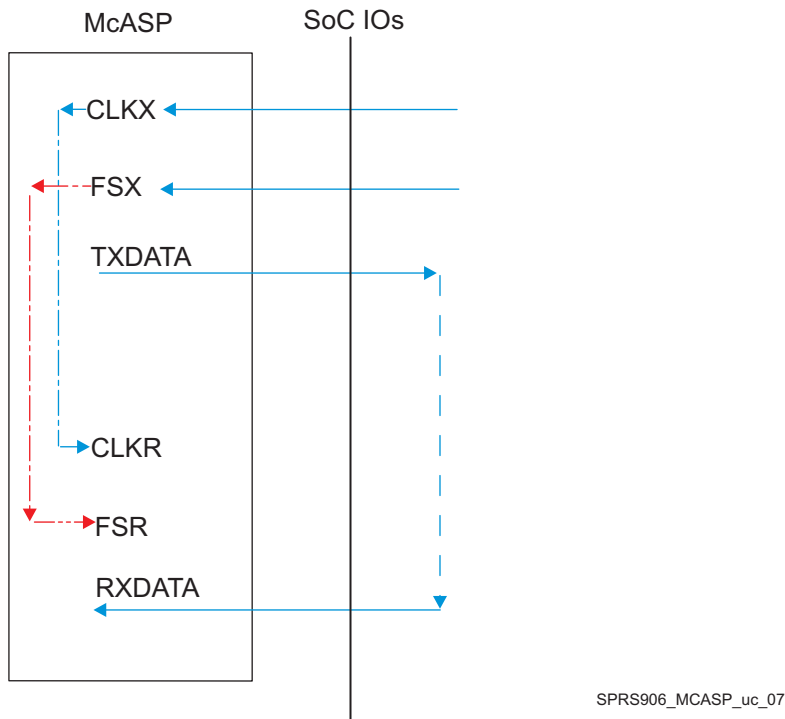 McASP
SoC IOs
CLKX
FSX
TXDATA
CLKR
FSR
RXDATA
SPRS906_MCASP_uc_07